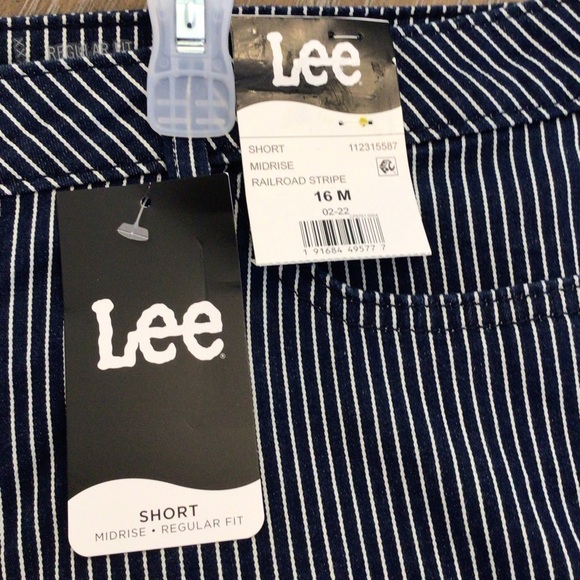 REGULAR FIT
Lee
SHORT 112315587
MIDRISE
RAILROAD STRIPE
16 M
02-22
1 91684 49577 7
Lee
SHORT
MIDRISE • REGULAR FIT